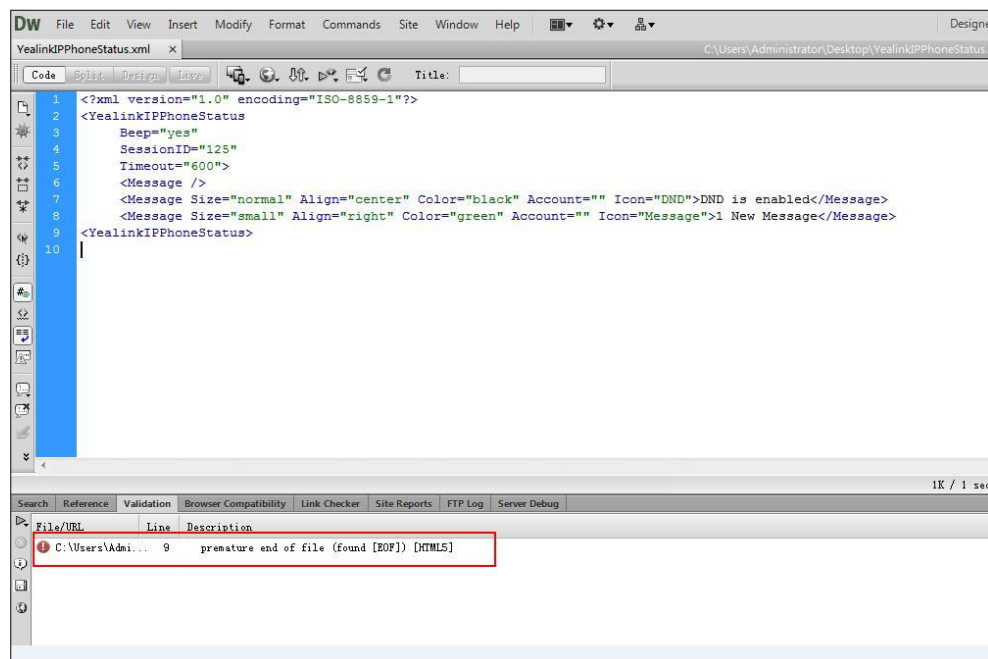 DW File Edit View Insert Modify Format Commands Site Window Help Designe
YealinkIPPhoneStatus.xml × C:\Users\Administrator\Desktop\YealinkIPPhoneStatus.
Code Split Design Live Title:
1 <?xml version="1.0" encoding="ISO-8859-1"?>
2 <YealinkIPPhoneStatus
3 Beep="yes"
4 SessionID="125"
5 Timeout="600">
6 <Message />
7 <Message Size="normal" Align="center" Color="black" Account="" Icon="DND">DND is enabled</Message>
8 <Message Size="small" Align="right" Color="green" Account="" Icon="Message">1 New Message</Message>
9 <YealinkIPPhoneStatus>
10
1K / 1 sec
Search Reference Validation Browser Compatibility Link Checker Site Reports FTP Log Server Debug
File/URL Line Description
C:\Users\Admi... 9 premature end of file (found [EOF]) [HTML5]